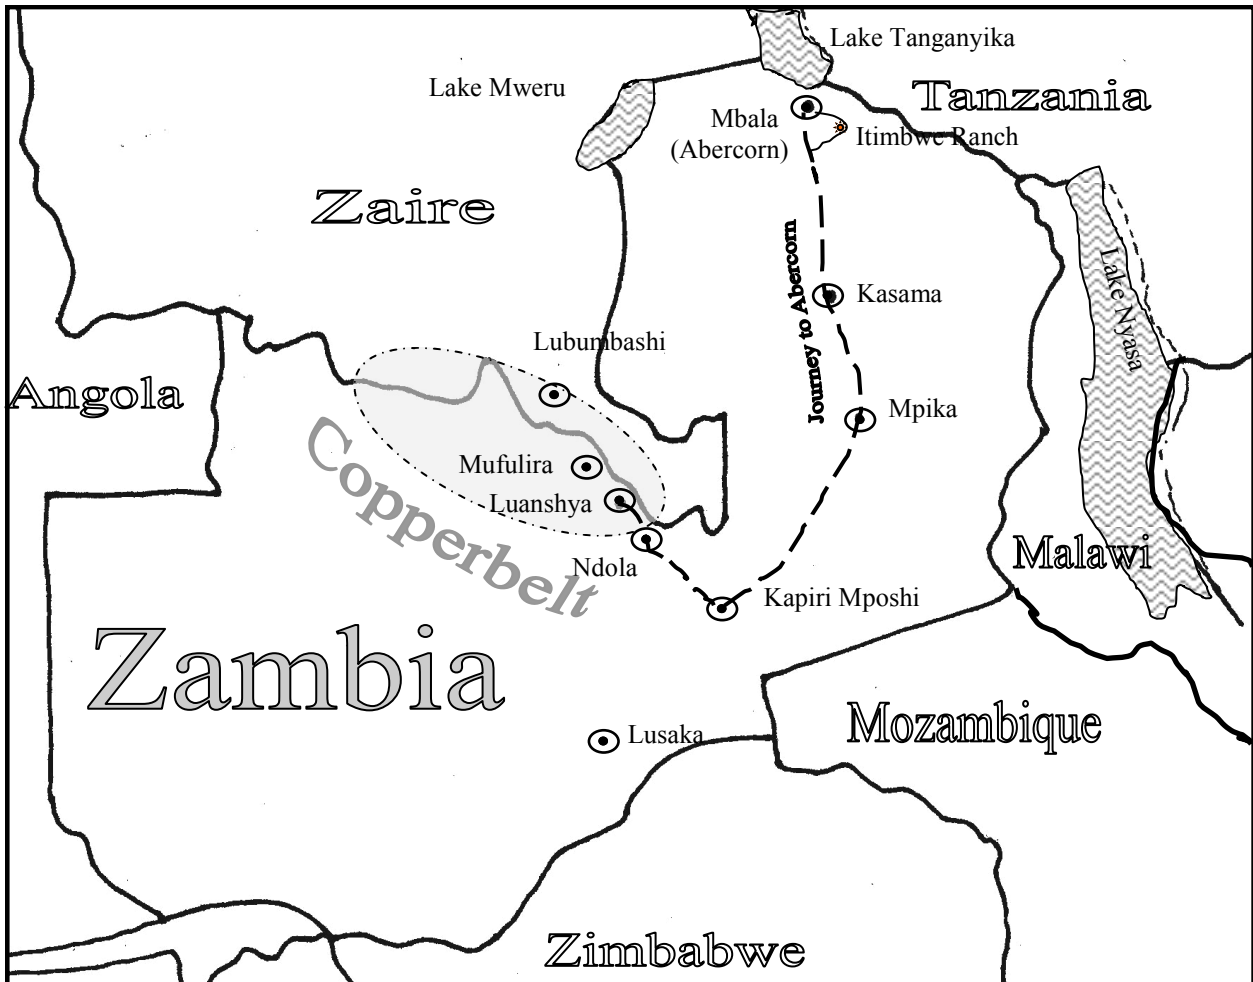 Lake Tanganyika
Lake Mweru
Tanzania
Mbala
(Abercorn)
Itimbwe Ranch
Zaire
Journey to Abercorn
Lake Nyasa
Kasama
Lubumbashi
Angola
Mpika
Copperbelt
Mufulira
Luanshya
Ndola
Malawi
Kapiri Mposhi
Zambia
Mozambique
Lusaka
Zimbabwe